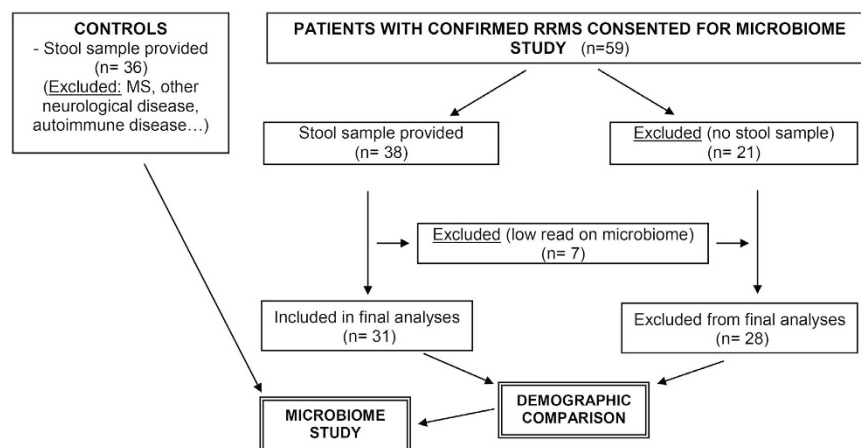 CONTROLS
- Stool sample provided
(n= 36)
(Excluded: MS, other
neurological disease,
autoimmune disease…)
PATIENTS WITH CONFIRMED RRMS CONSENTED FOR MICROBIOME
STUDY (n=59)
Stool sample provided
(n= 38)
Excluded (no stool sample)
(n= 21)
Excluded (low read on microbiome)
(n= 7)
Included in final analyses
(n= 31)
Excluded from final analyses
(n= 28)
MICROBIOME
STUDY
DEMOGRAPHIC
COMPARISON